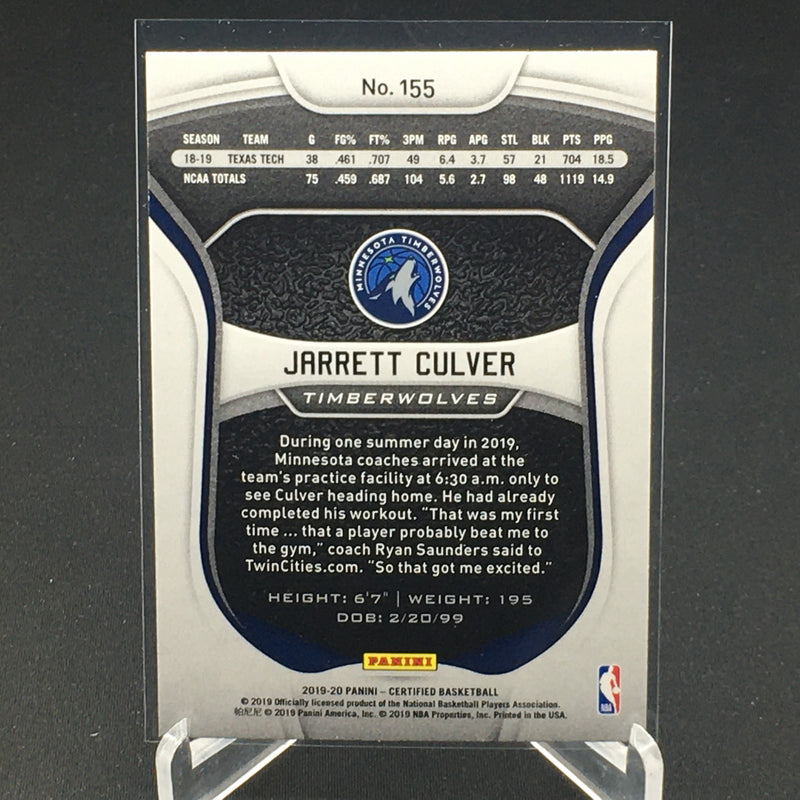 No. 155
SEASON TEAM G FG% FT% 3PM RPG APG STL BLK PTS PPG
18-19 TEXAS TECH 38 .461 .707 49 6.4 3.7 57 21 704 18.5
NCAA TOTALS 75 .459 .687 104 5.6 2.7 98 48 1119 14.9
MINNESOTA TIMBERWOLVES
JARRETT CULVER
TIMBERWOLVES
During one summer day in 2019,
Minnesota coaches arrived at the
team's practice facility at 6:30 a.m. only to
see Culver heading home. He had already
completed his workout. "That was my first
time ... that a player probably beat me to
the gym," coach Ryan Saunders said to
TwinCities.com. "So that got me excited."
HEIGHT: 6'7" | WEIGHT: 195
DOB: 2/20/99
PANINI
2019-20 PANINI – CERTIFIED BASKETBALL
© 2019 Officially licensed product of the National Basketball Players Association.
帕尼尼 © 2019 Panini America, Inc. © 2019 NBA Properties, Inc. Printed in the USA.
NBA